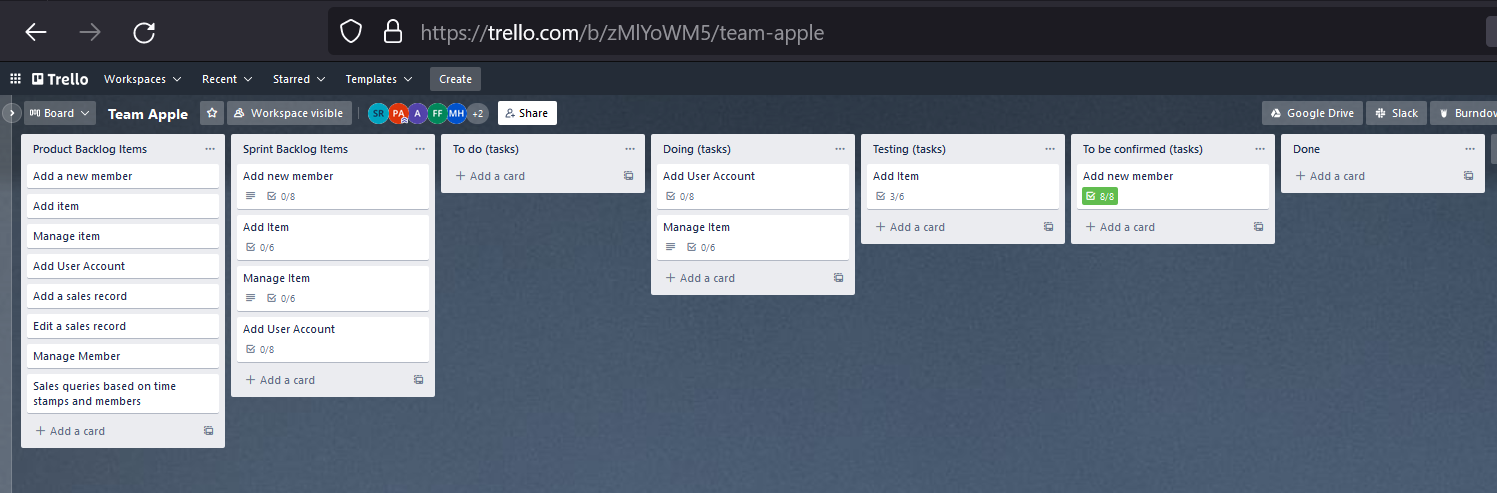 https://trello.com/b/zMlYoWM5/team-apple
Trello Workspaces Recent Starred Templates Create
Board Team Apple Workspace visible SR PA A FF MH +2 Share Google Drive Slack Burndow
Product Backlog Items
Add a new member
Add item
Manage item
Add User Account
Add a sales record
Edit a sales record
Manage Member
Sales queries based on time
stamps and members
+ Add a card
Sprint Backlog Items
Add new member
0/8
Add Item
0/6
Manage Item
0/6
Add User Account
0/8
+ Add a card
To do (tasks)
+ Add a card
Doing (tasks)
Add User Account
0/8
Manage Item
0/6
+ Add a card
Testing (tasks)
Add Item
3/6
+ Add a card
To be confirmed (tasks)
Add new member
8/8
+ Add a card
Done
+ Add a card